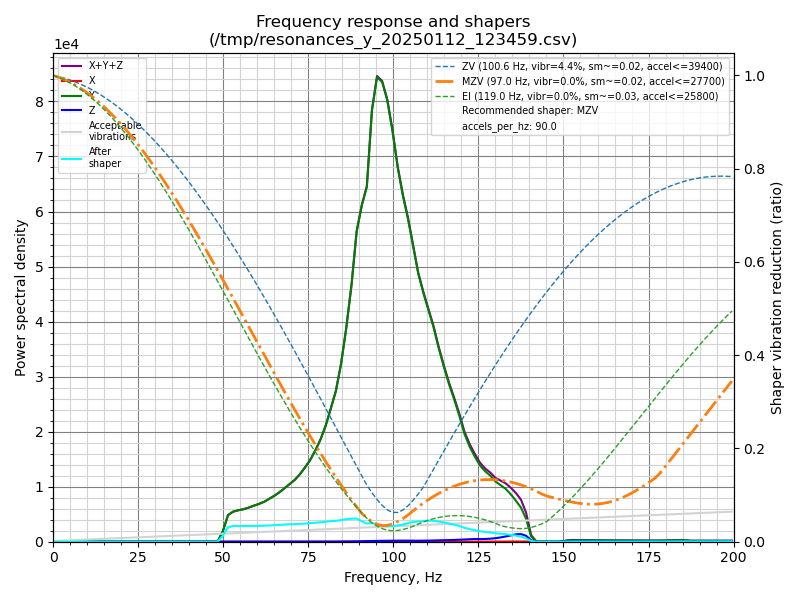 Frequency response and shapers
(/tmp/resonances_y_20250112_123459.csv)
1e4
X+Y+Z
X
Z
Acceptable
vibrations
After
shaper
ZV (100.6 Hz, vibr=4.4%, sm~=0.02, accel<=39400)
MZV (97.0 Hz, vibr=0.0%, sm~=0.02, accel<=27700)
EI (119.0 Hz, vibr=0.0%, sm~=0.03, accel<=25800)
Recommended shaper: MZV
accels_per_hz: 90.0
Power spectral density
8
7
6
5
4
3
2
1
0
0 25 50 75 100 125 150 175 200
Frequency, Hz
1.0
0.8
0.6
0.4
0.2
0.0
Shaper vibration reduction (ratio)